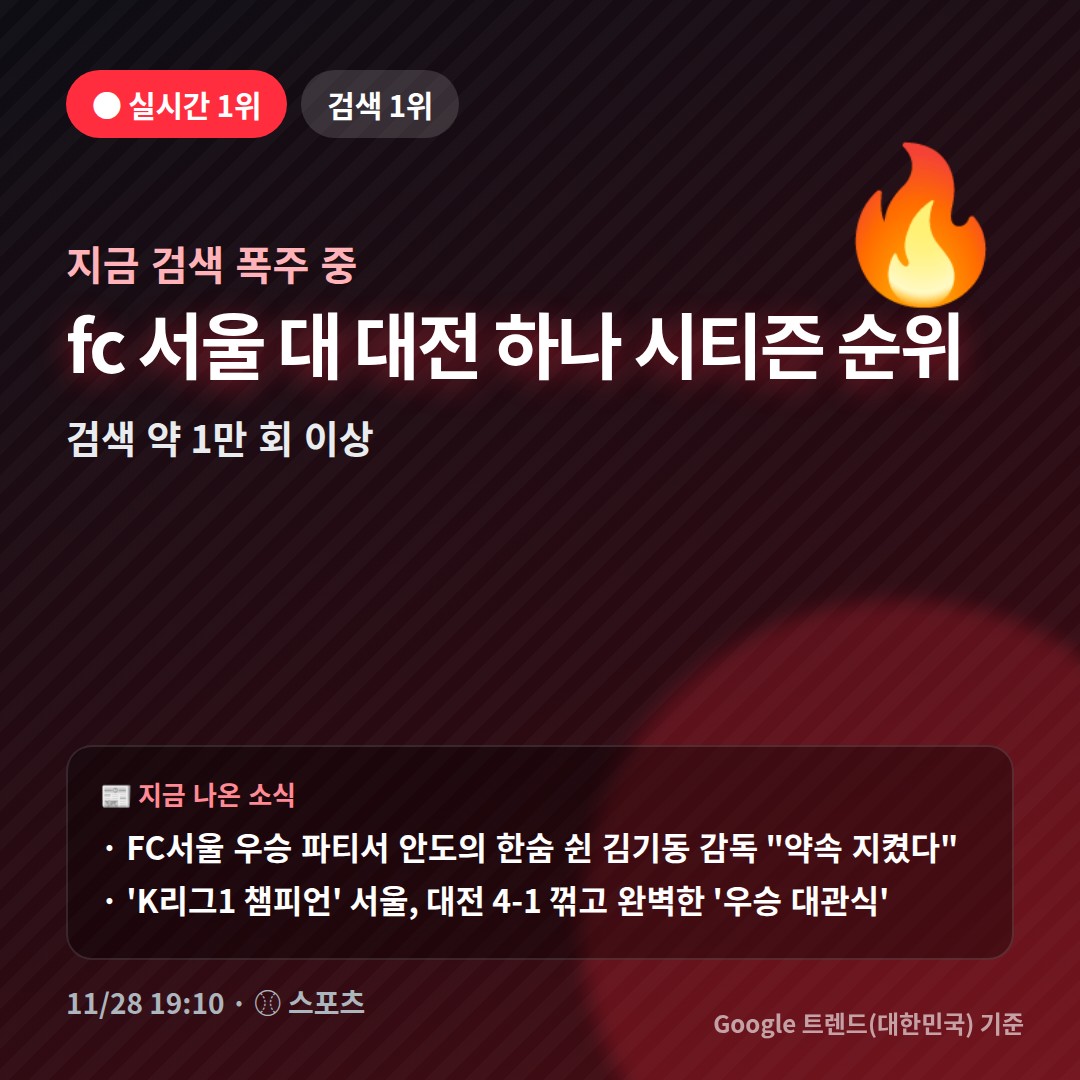 실시간 1위
검색 1위
지금 검색 폭주 중
fc 서울 대 대전 하나 시티즌 순위
검색 약 1만 회 이상
지금 나온 소식
· FC서울 우승 파티서 안도의 한숨 쉰 김기동 감독 "약속 지켰다"
· 'K리그1 챔피언' 서울, 대전 4-1 꺾고 완벽한 '우승 대관식'
11/28 19:10 · ⚾ 스포츠
Google 트렌드(대한민국) 기준